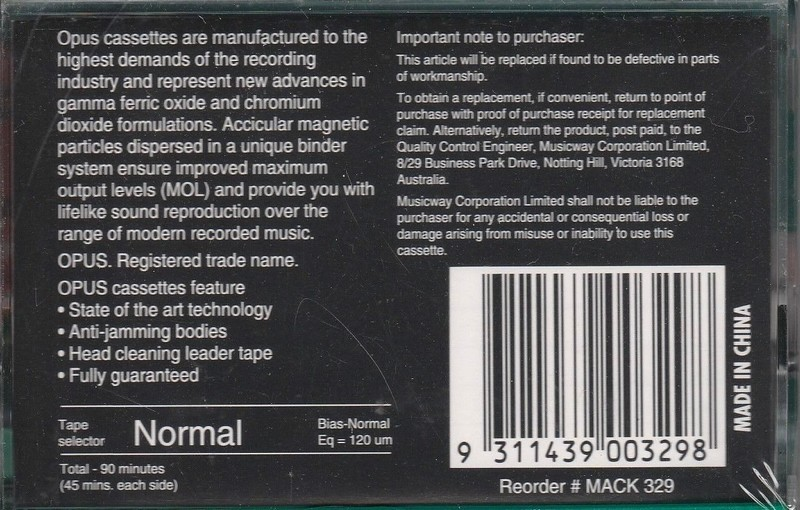 Opus cassettes are manufactured to the
highest demands of the recording
industry and represent new advances in
gamma ferric oxide and chromium
dioxide formulations. Accicular magnetic
particles dispersed in a unique binder
system ensure improved maximum
output levels (MOL) and provide you with
lifelike sound reproduction over the
range of modern recorded music.
OPUS. Registered trade name.
OPUS cassettes feature
• State of the art technology
• Anti-jamming bodies
• Head cleaning leader tape
• Fully guaranteed
Tape
selector
Normal
Bias-Normal
Eq = 120 um
Total - 90 minutes
(45 mins. each side)
Important note to purchaser:
This article will be replaced if found to be defective in parts
of workmanship.
To obtain a replacement, if convenient, return to point of
purchase with proof of purchase receipt for replacement
claim. Alternatively, return the product, post paid, to the
Quality Control Engineer, Musicway Corporation Limited,
8/29 Business Park Drive, Notting Hill, Victoria 3168
Australia.
Musicway Corporation Limited shall not be liable to the
purchaser for any accidental or consequential loss or
damage arising from misuse or inability to use this
cassette.
9 311439 003298
MADE IN CHINA
Reorder # MACK 329